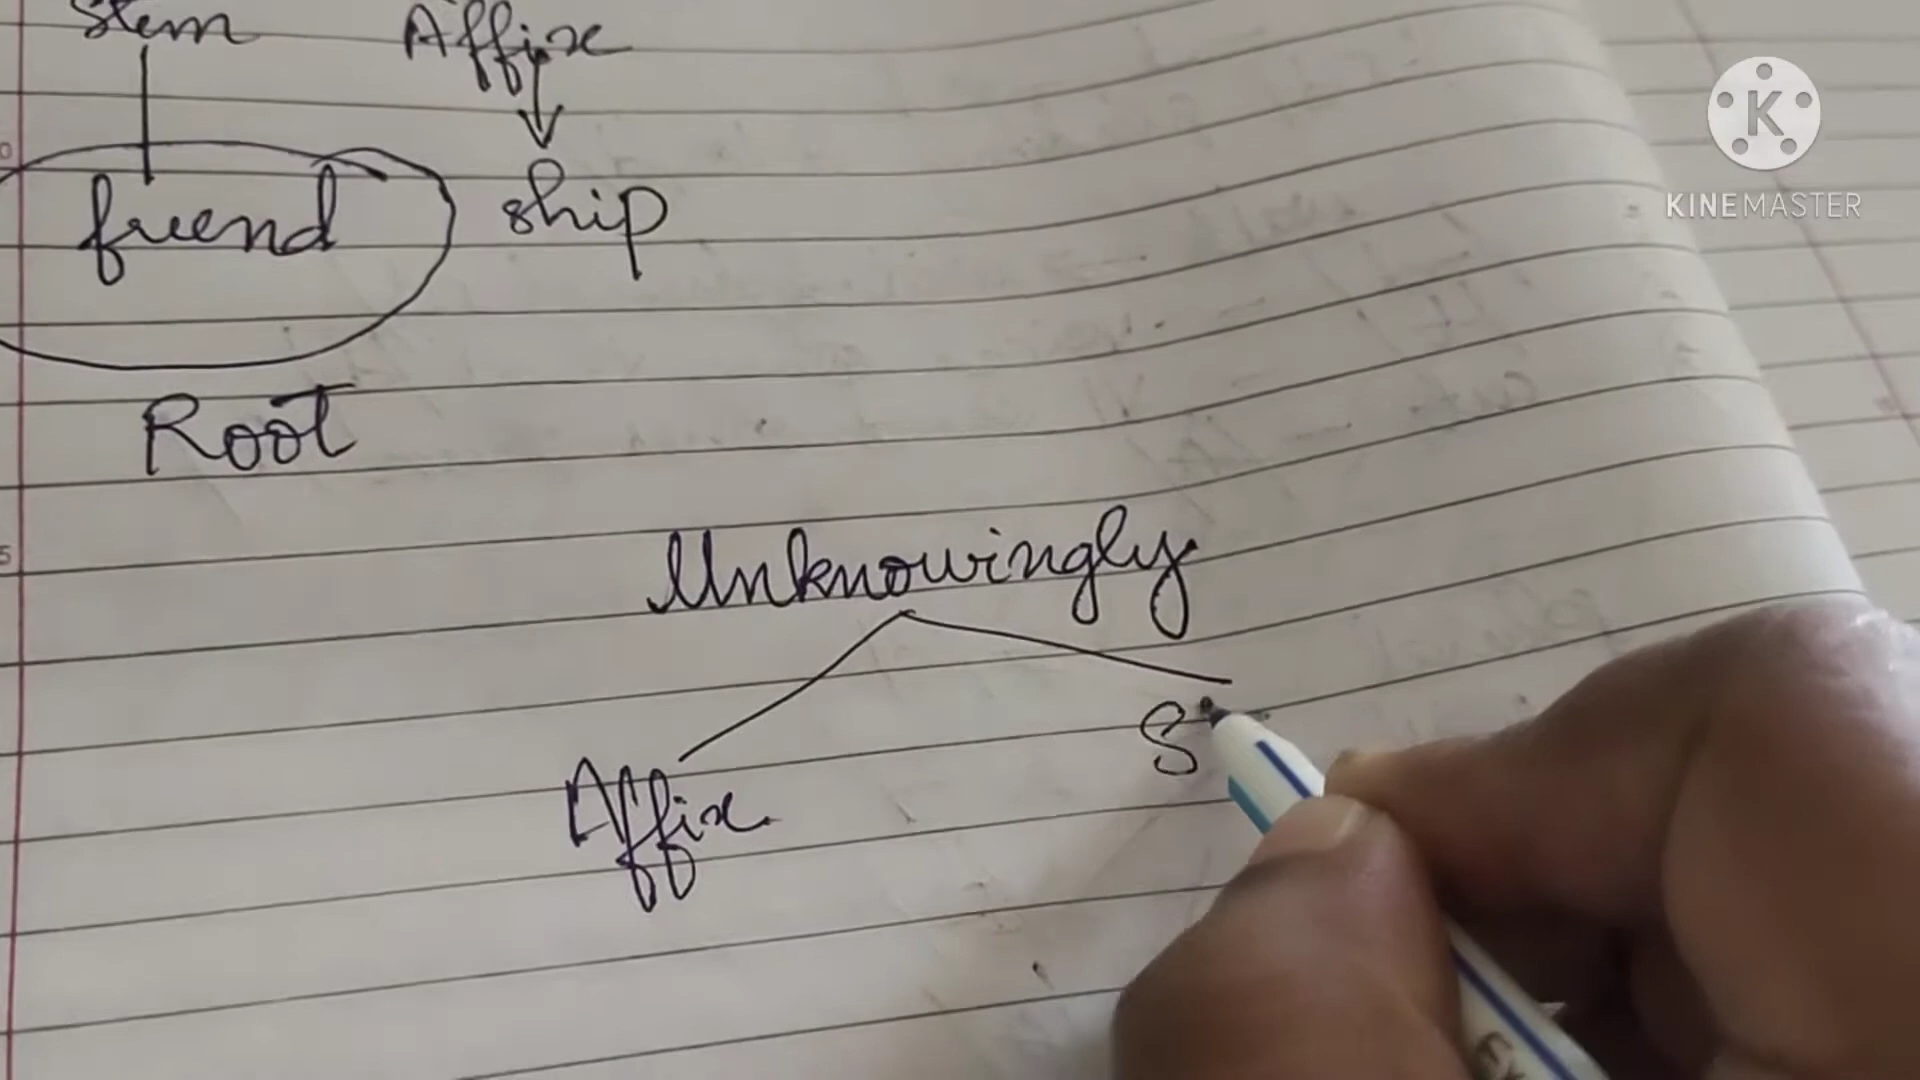 Stem Affix
friend ship
Root
Unknowingly
Affix S
K
KINEMASTER